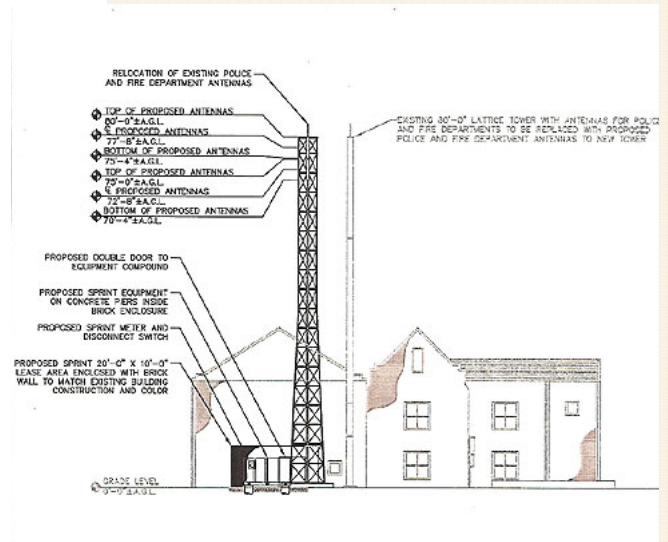 RELOCATION OF EXISTING POLICE
AND FIRE DEPARTMENT ANTENNAS
TOP OF PROPOSED ANTENNAS
80'-0"±A.G.L.
℄ PROPOSED ANTENNAS
77'-8"±A.G.L.
BOTTOM OF PROPOSED ANTENNAS
75'-4"±A.G.L.
TOP OF PROPOSED ANTENNAS
75'-0"±A.G.L.
℄ PROPOSED ANTENNAS
72'-8"±A.G.L.
BOTTOM OF PROPOSED ANTENNAS
70'-4"±A.G.L.
EXISTING 80'-0" LATTICE TOWER WITH ANTENNAS FOR POLIC
AND FIRE DEPARTMENTS TO BE REPLACED WITH PROPOSED
POLICE AND FIRE DEPARTMENT ANTENNAS TO NEW TOWER
PROPOSED DOUBLE DOOR TO
EQUIPMENT COMPOUND
PROPOSED SPRINT EQUIPMENT
ON CONCRETE PIERS INSIDE
BRICK ENCLOSURE
PROPOSED SPRINT METER AND
DISCONNECT SWITCH
PROPOSED SPRINT 20'-0" X 10'-0"
LEASE AREA ENCLOSED WITH BRICK
WALL TO MATCH EXISTING BUILDING
CONSTRUCTION AND COLOR
GRADE LEVEL
0'-0"±A.G.L.